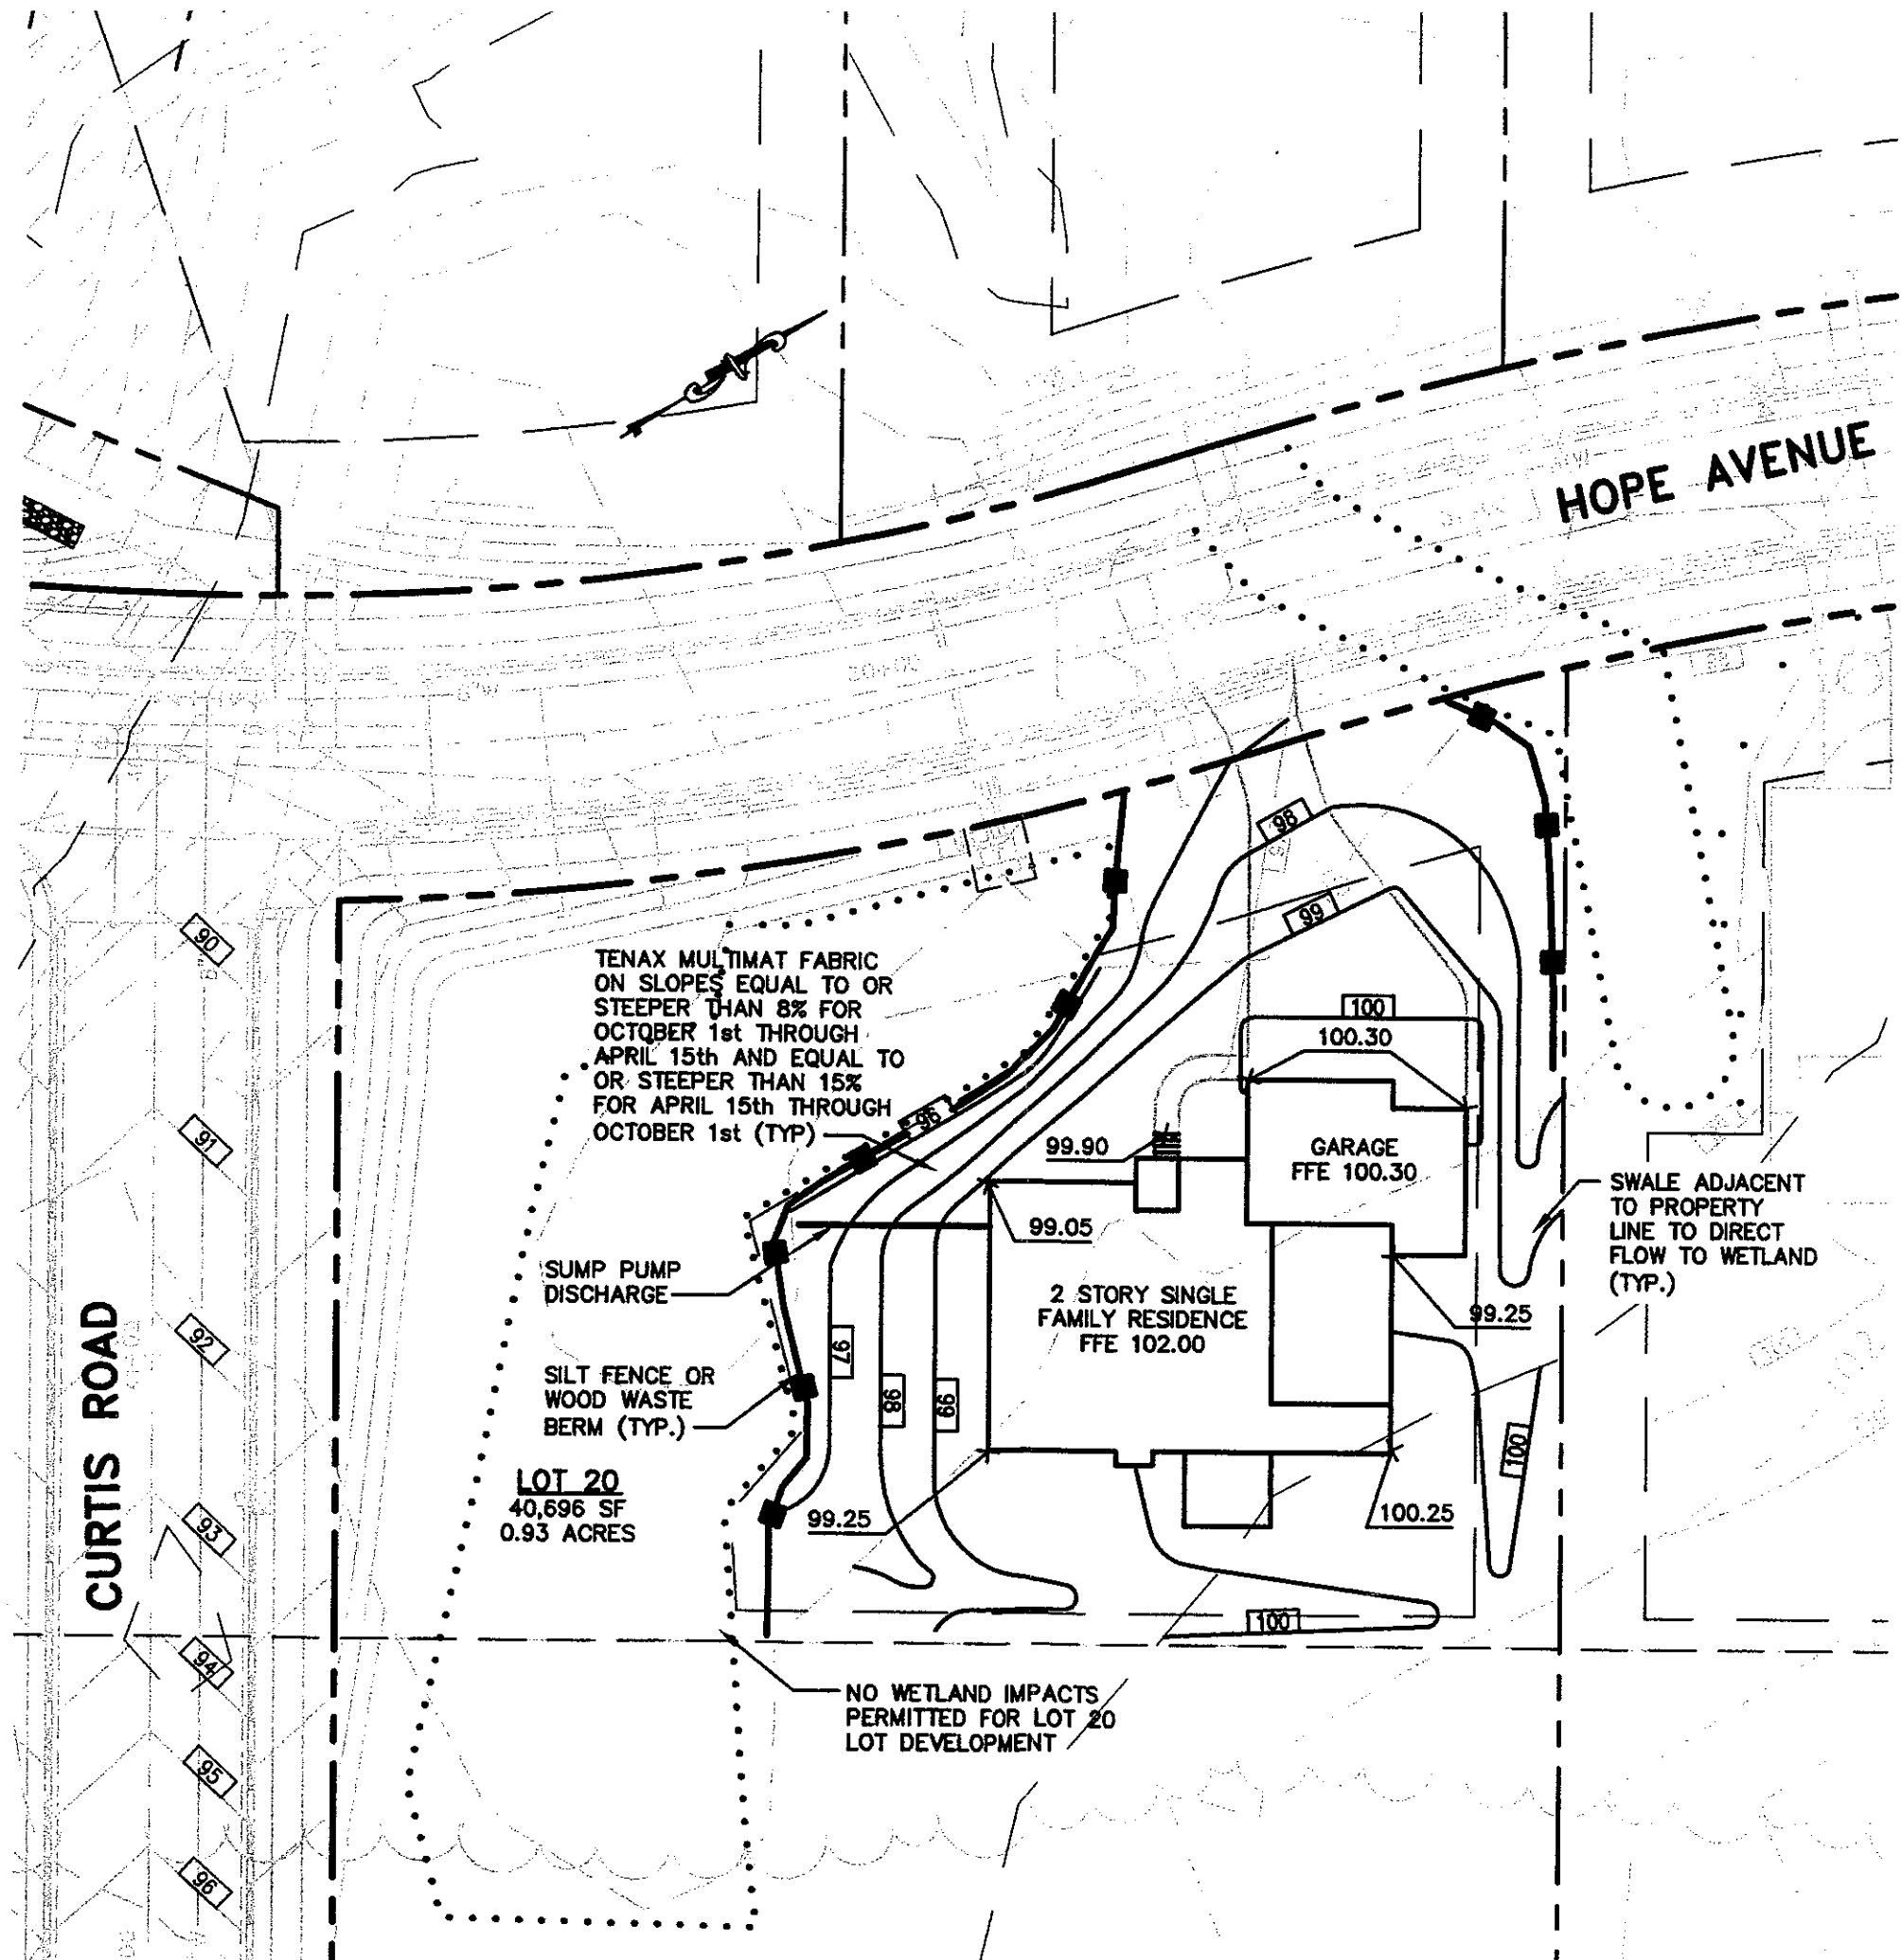 HOPE AVENUE
98
99
100
100.30
TENAX MULTIMAT FABRIC
ON SLOPES EQUAL TO OR
STEEPER THAN 8% FOR
OCTOBER 1st THROUGH
APRIL 15th AND EQUAL TO
OR STEEPER THAN 15%
FOR APRIL 15th THROUGH
OCTOBER 1st (TYP)
96
99.90
GARAGE
FFE 100.30
SWALE ADJACENT
TO PROPERTY
LINE TO DIRECT
FLOW TO WETLAND
(TYP.)
99.05
SUMP PUMP
DISCHARGE
2 STORY SINGLE
FAMILY RESIDENCE
FFE 102.00
99.25
97
98
99
SILT FENCE OR
WOOD WASTE
BERM (TYP.)
LOT 20
40,696 SF
0.93 ACRES
99.25
100.25
100
100
NO WETLAND IMPACTS
PERMITTED FOR LOT 20
LOT DEVELOPMENT
CURTIS ROAD
90
91
92
93
94
95
96